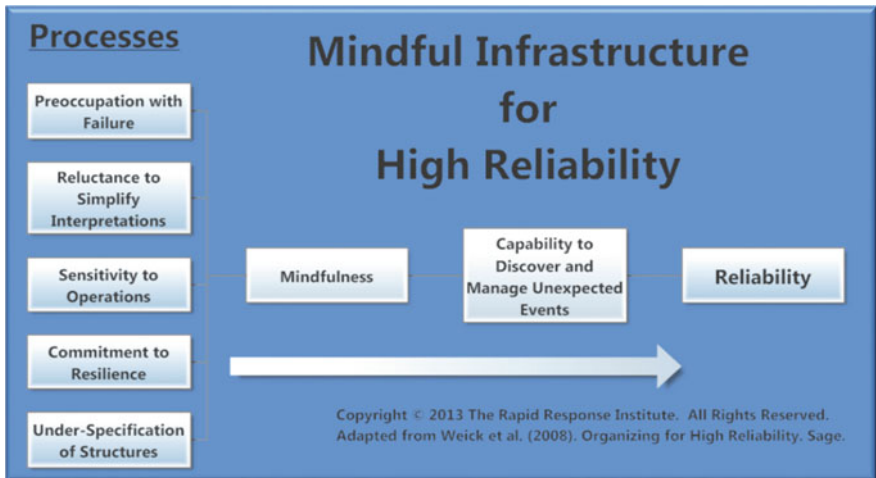 Processes
Mindful Infrastructure
for
High Reliability
Preoccupation with
Failure
Reluctance to
Simplify
Interpretations
Sensitivity to
Operations
Commitment to
Resilience
Under-Specification
of Structures
Mindfulness
Capability to
Discover and
Manage Unexpected
Events
Reliability
Copyright © 2013 The Rapid Response Institute. All Rights Reserved.
Adapted from Weick et al. (2008). Organizing for High Reliability. Sage.